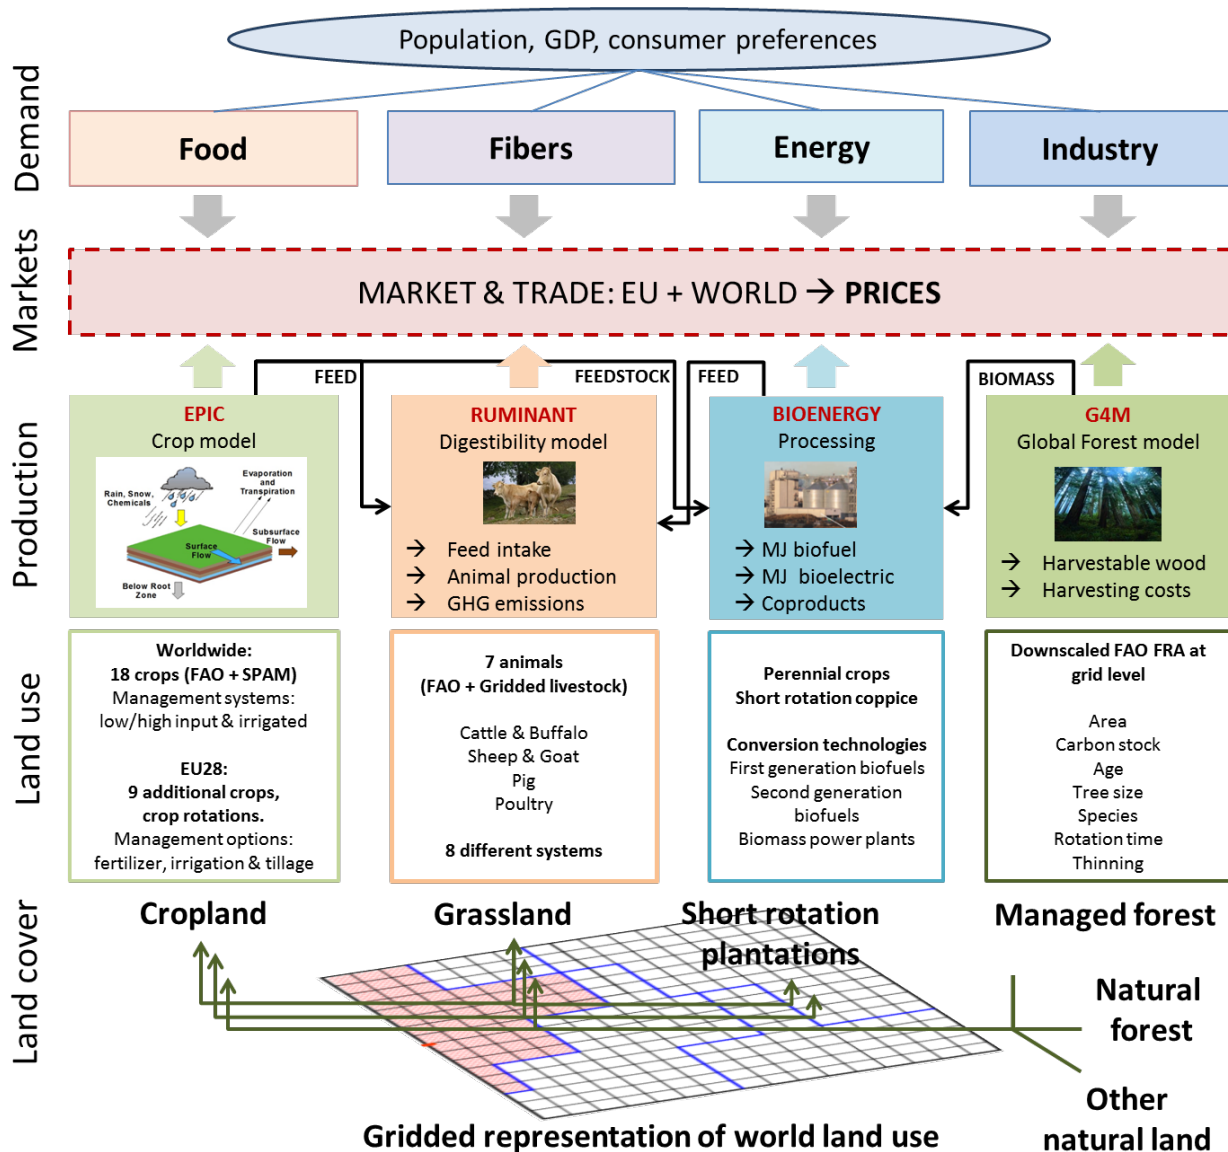 Population, GDP, consumer preferences
Demand
Food
Fibers
Energy
Industry
Markets
MARKET & TRADE: EU + WORLD → PRICES
Production
FEED
FEEDSTOCK
FEED
BIOMASS
EPIC
Crop model
Rain, Snow,
Chemicals
Evaporation
and
Transpiration
Subsurface
Flow
Surface
Flow
Below Root
Zone
RUMINANT
Digestibility model
→ Feed intake
→ Animal production
→ GHG emissions
BIOENERGY
Processing
→ MJ biofuel
→ MJ bioelectric
→ Coproducts
G4M
Global Forest model
→ Harvestable wood
→ Harvesting costs
Land use
Worldwide:
18 crops (FAO + SPAM)
Management systems:
low/high input & irrigated
EU28:
9 additional crops,
crop rotations.
Management options:
fertilizer, irrigation & tillage
7 animals
(FAO + Gridded livestock)
Cattle & Buffalo
Sheep & Goat
Pig
Poultry
8 different systems
Perennial crops
Short rotation coppice
Conversion technologies
First generation biofuels
Second generation
biofuels
Biomass power plants
Downscaled FAO FRA at
grid level
Area
Carbon stock
Age
Tree size
Species
Rotation time
Thinning
Land cover
Cropland
Grassland
Short rotation
plantations
Managed forest
Natural
forest
Other
natural land
Gridded representation of world land use